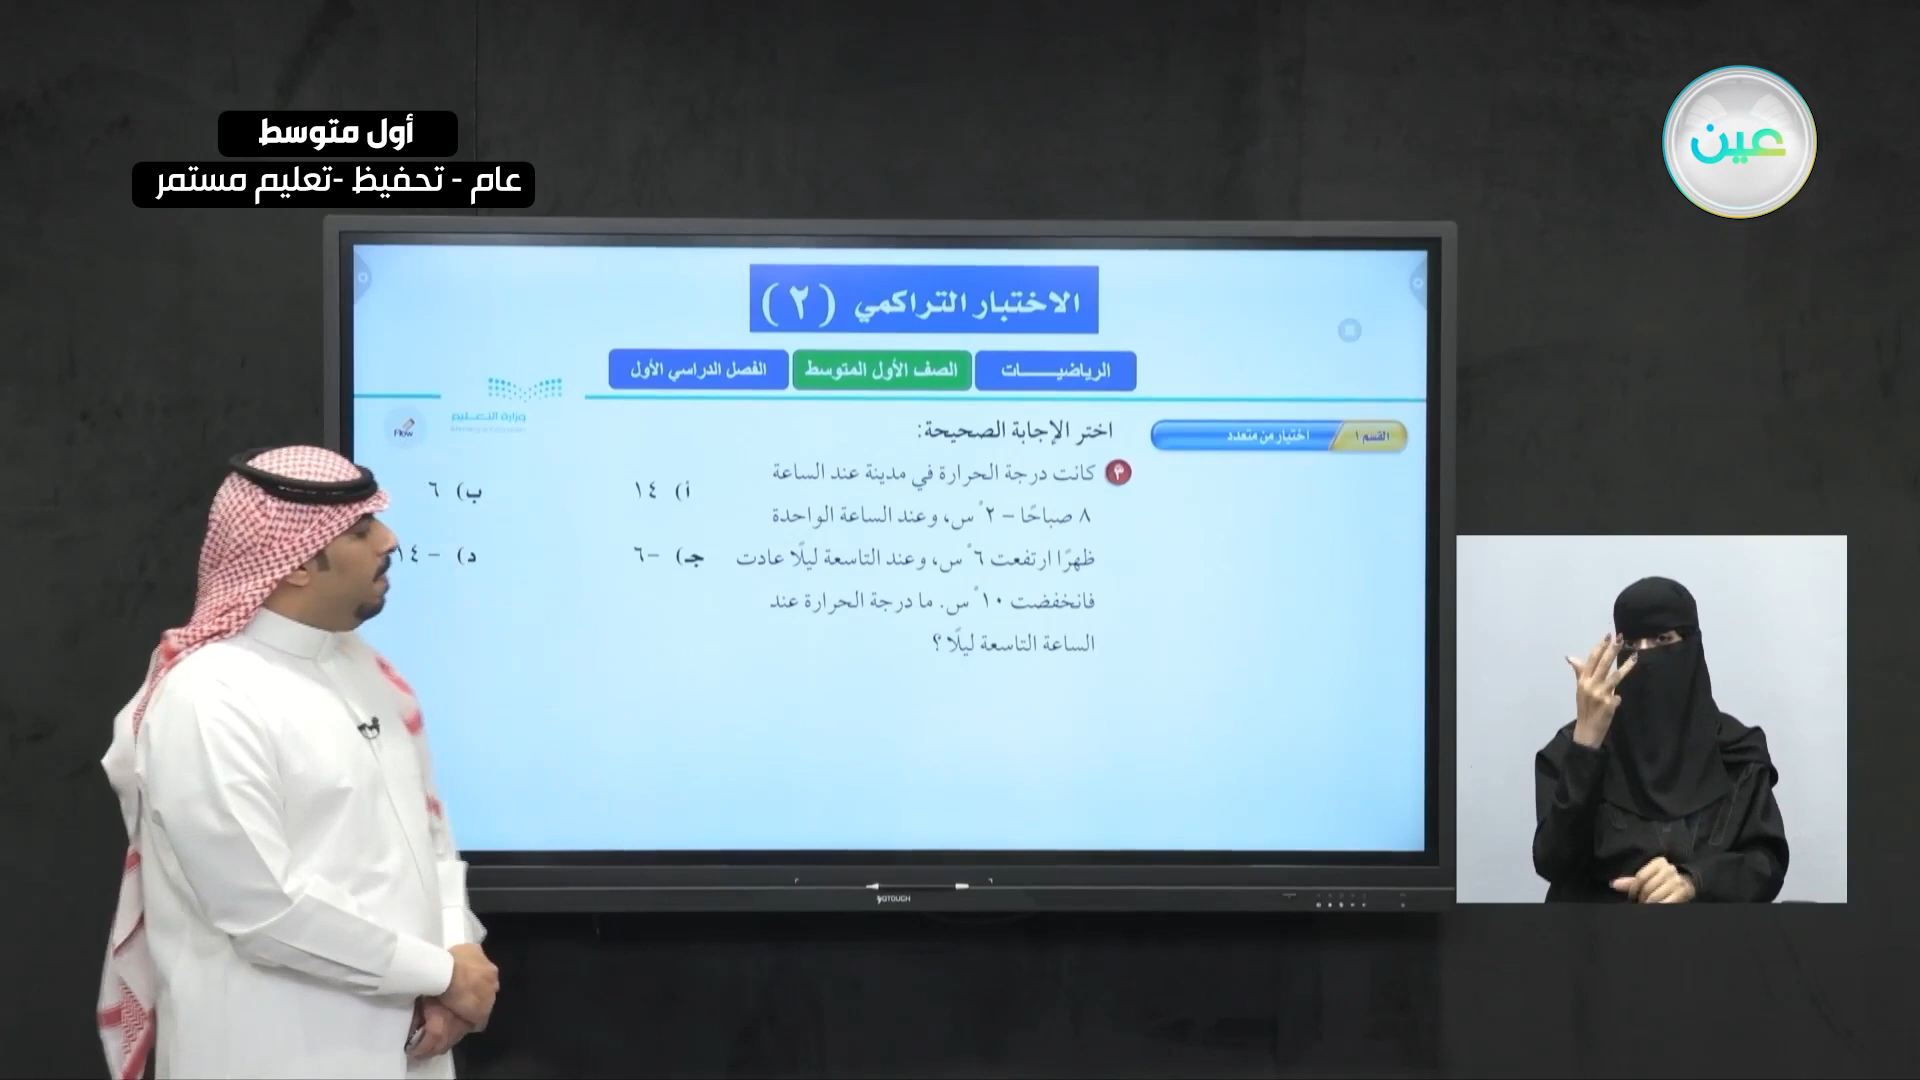 أول متوسط
عام - تحفيظ -تعليم مستمر
عين
الاختبار التراكمي (٢)
الرياضيـــــات
الصف الأول المتوسط
الفصل الدراسي الأول
وزارة التعليم
Flow
القسم ١
اختيار من متعدد
اختر الإجابة الصحيحة:
٣ كانت درجة الحرارة في مدينة عند الساعة
٨ صباحًا – ٢ ْ س، وعند الساعة الواحدة
ظهرًا ارتفعت ٦ ْ س، وعند التاسعة ليلًا عادت
فانخفضت ١٠ ْ س. ما درجة الحرارة عند
الساعة التاسعة ليلًا ؟
أ) ١٤
ب) ٦
جـ) –٦
د) – ١٤